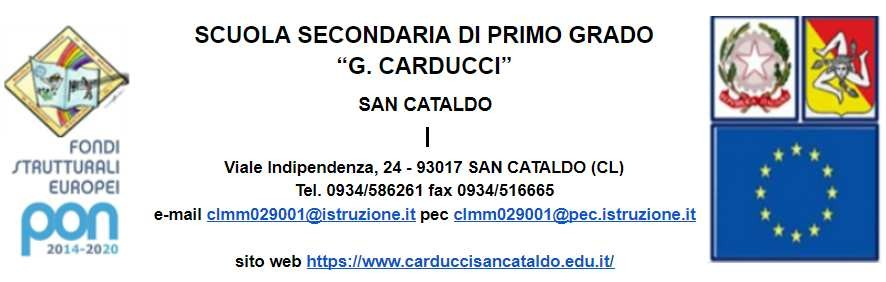 SCUOLA SECONDARIA DI PRIMO GRADO
“G. CARDUCCI”
SAN CATALDO
Viale Indipendenza, 24 - 93017 SAN CATALDO (CL)
Tel. 0934/586261 fax 0934/516665
e-mail clmm029001@istruzione.it pec clmm029001@pec.istruzione.it
sito web https://www.carduccisancataldo.edu.it/
FONDI
STRUTTURALI
EUROPEI
pon
2014-2020